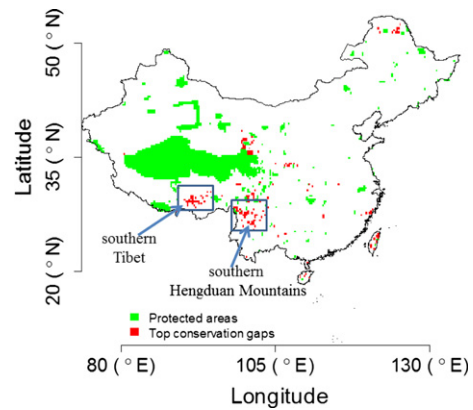 50 (° N)
35 (° N)
20 (° N)
Latitude
southern
Tibet
southern
Hengduan Mountains
Protected areas
Top conservation gaps
80 (° E)
105 (° E)
130 (° E)
Longitude